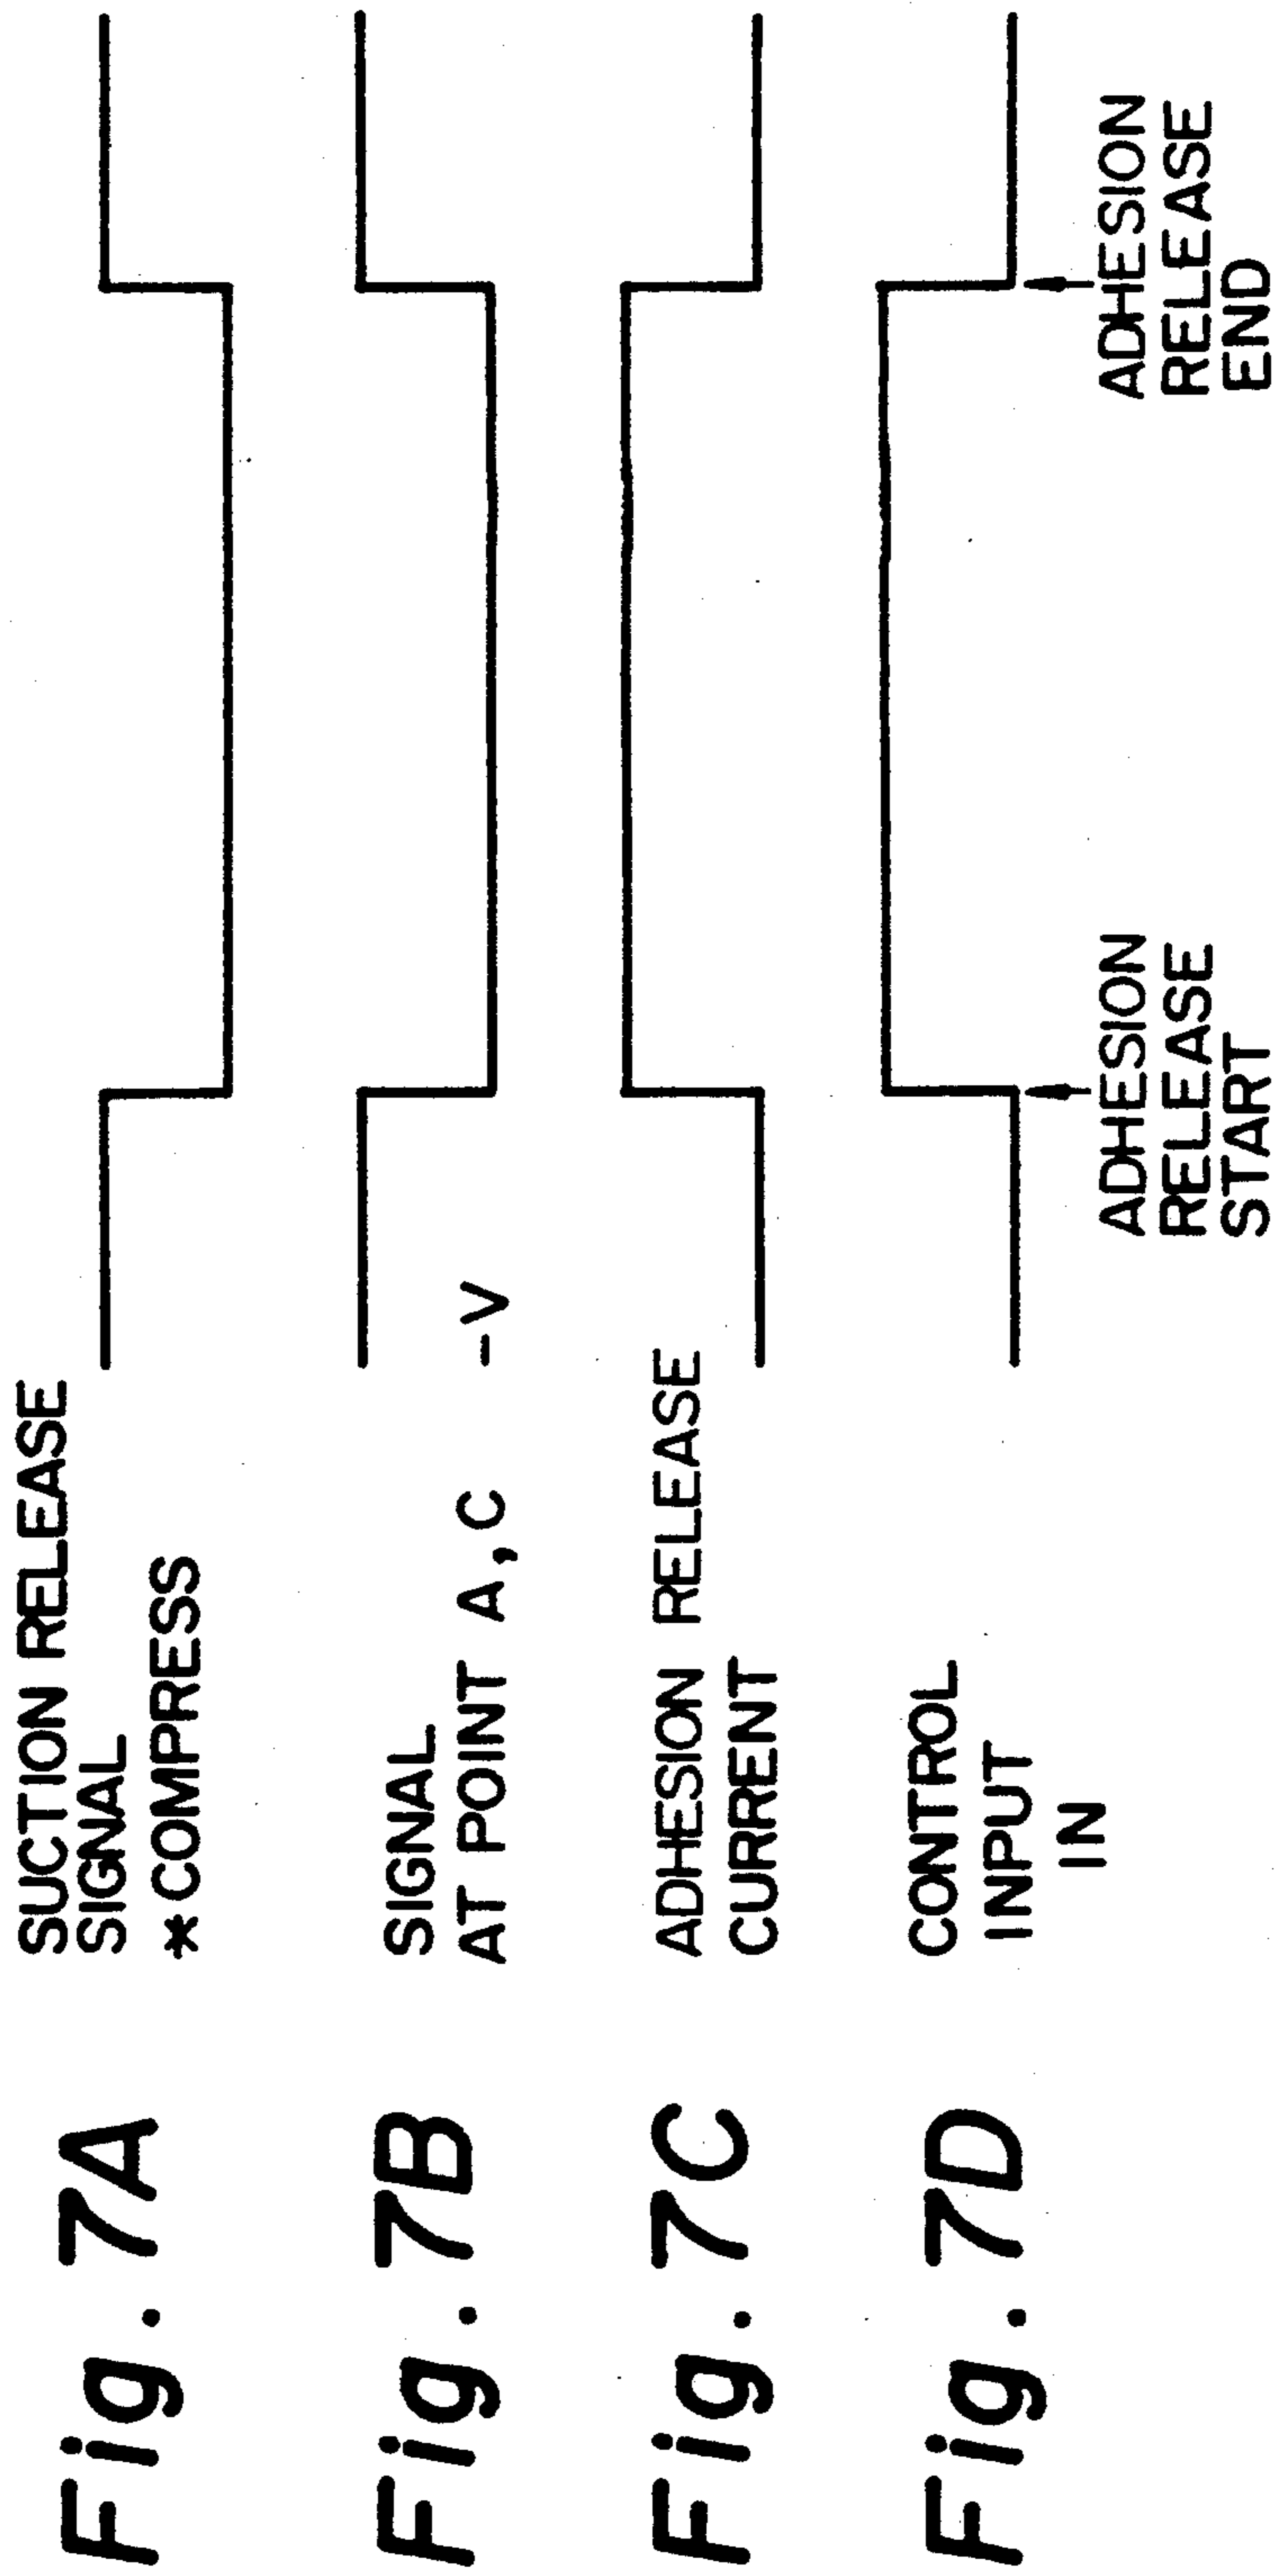 Fig. 7A
SUCTION RELEASE
SIGNAL
*COMPRESS
Fig. 7B
SIGNAL
AT POINT A, C
-V
Fig. 7C
ADHESION RELEASE
CURRENT
Fig. 7D
CONTROL
INPUT
IN
ADHESION
RELEASE
START
ADHESION
RELEASE
END